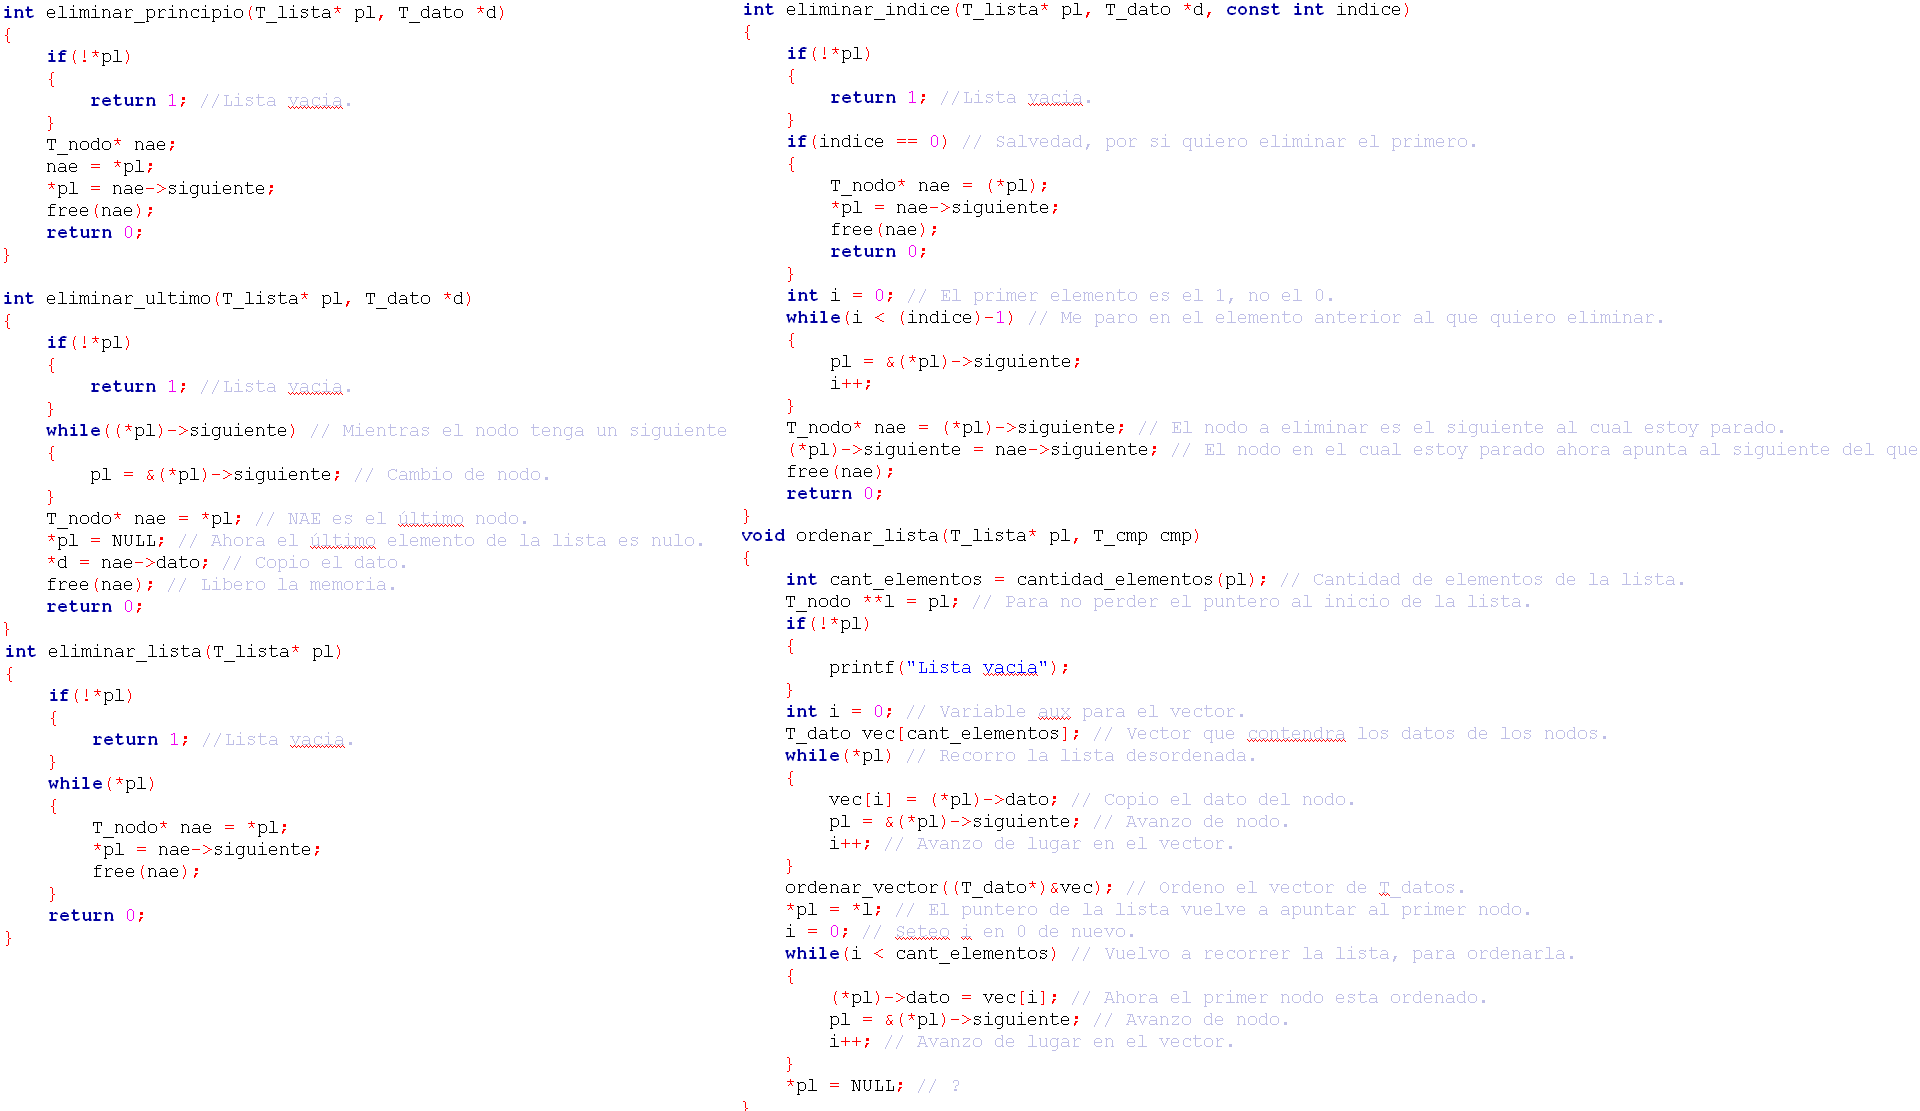 int eliminar_principio(T_lista* pl, T_dato *d)
{
    if(!*pl)
    {
        return 1; //Lista vacia.
    }
    T_nodo* nae;
    nae = *pl;
    *pl = nae->siguiente;
    free(nae);
    return 0;
}
int eliminar_ultimo(T_lista* pl, T_dato *d)
{
    if(!*pl)
    {
        return 1; //Lista vacia.
    }
    while((*pl)->siguiente) // Mientras el nodo tenga un siguiente
    {
        pl = &(*pl)->siguiente; // Cambio de nodo.
    }
    T_nodo* nae = *pl; // NAE es el último nodo.
    *pl = NULL; // Ahora el último elemento de la lista es nulo.
    *d = nae->dato; // Copio el dato.
    free(nae); // Libero la memoria.
    return 0;
}
int eliminar_lista(T_lista* pl)
{
    if(!*pl)
    {
        return 1; //Lista vacia.
    }
    while(*pl)
    {
        T_nodo* nae = *pl;
        *pl = nae->siguiente;
        free(nae);
    }
    return 0;
}
int eliminar_indice(T_lista* pl, T_dato *d, const int indice)
{
    if(!*pl)
    {
        return 1; //Lista vacia.
    }
    if(indice == 0) // Salvedad, por si quiero eliminar el primero.
    {
        T_nodo* nae = (*pl);
        *pl = nae->siguiente;
        free(nae);
        return 0;
    }
    int i = 0; // El primer elemento es el 1, no el 0.
    while(i < (indice)-1) // Me paro en el elemento anterior al que quiero eliminar.
    {
        pl = &(*pl)->siguiente;
        i++;
    }
    T_nodo* nae = (*pl)->siguiente; // El nodo a eliminar es el siguiente al cual estoy parado.
    (*pl)->siguiente = nae->siguiente; // El nodo en el cual estoy parado ahora apunta al siguiente del que
    free(nae);
    return 0;
}
void ordenar_lista(T_lista* pl, T_cmp cmp)
{
    int cant_elementos = cantidad_elementos(pl); // Cantidad de elementos de la lista.
    T_nodo **l = pl; // Para no perder el puntero al inicio de la lista.
    if(!*pl)
    {
        printf("Lista vacia");
    }
    int i = 0; // Variable aux para el vector.
    T_dato vec[cant_elementos]; // Vector que contendra los datos de los nodos.
    while(*pl) // Recorro la lista desordenada.
    {
        vec[i] = (*pl)->dato; // Copio el dato del nodo.
        pl = &(*pl)->siguiente; // Avanzo de nodo.
        i++; // Avanzo de lugar en el vector.
    }
    ordenar_vector((T_dato*)&vec); // Ordeno el vector de T_datos.
    *pl = *l; // El puntero de la lista vuelve a apuntar al primer nodo.
    i = 0; // Seteo i en 0 de nuevo.
    while(i < cant_elementos) // Vuelvo a recorrer la lista, para ordenarla.
    {
        (*pl)->dato = vec[i]; // Ahora el primer nodo esta ordenado.
        pl = &(*pl)->siguiente; // Avanzo de nodo.
        i++; // Avanzo de lugar en el vector.
    }
    *pl = NULL; // ?
}